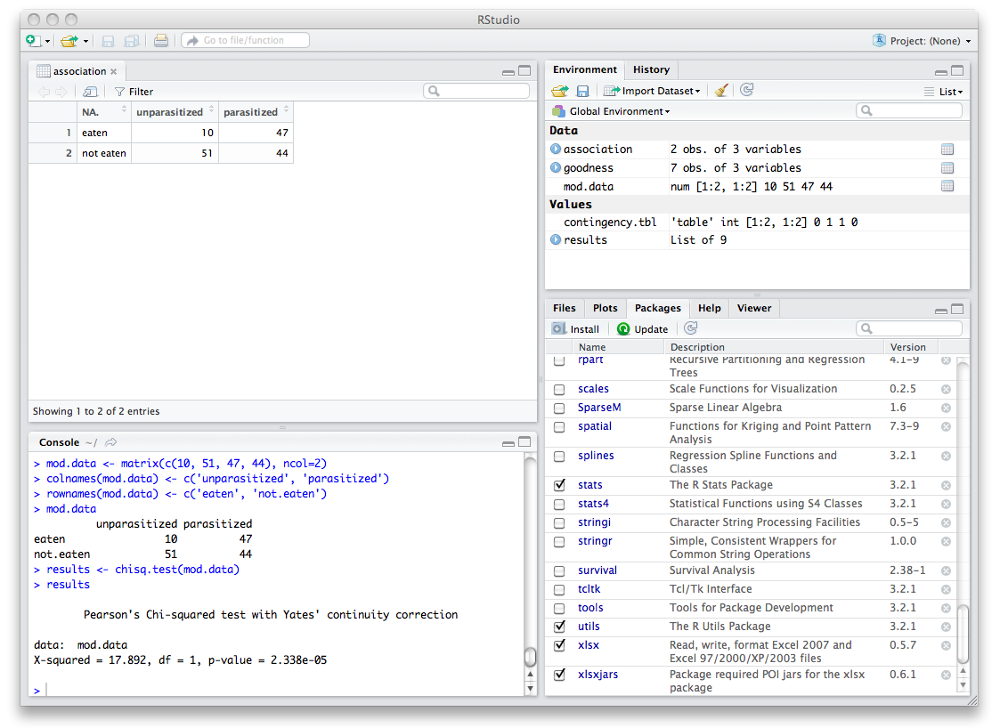 RStudio
Go to file/function
Project: (None)
association
Filter
NA. unparasitized parasitized
1 eaten 10 47
2 not eaten 51 44
Showing 1 to 2 of 2 entries
Console ~/
> mod.data <- matrix(c(10, 51, 47, 44), ncol=2)
> colnames(mod.data) <- c('unparasitized', 'parasitized')
> rownames(mod.data) <- c('eaten', 'not.eaten')
> mod.data
unparasitized parasitized
eaten 10 47
not.eaten 51 44
> results <- chisq.test(mod.data)
> results
Pearson's Chi-squared test with Yates' continuity correction
data: mod.data
X-squared = 17.892, df = 1, p-value = 2.338e-05
>
Environment History
Import Dataset List
Global Environment
Data
association 2 obs. of 3 variables
goodness 7 obs. of 3 variables
mod.data num [1:2, 1:2] 10 51 47 44
Values
contingency.tbl 'table' int [1:2, 1:2] 0 1 1 0
results List of 9
Files Plots Packages Help Viewer
Install Update
Name Description Version
rpart Recursive Partitioning and Regression 4.1-9
Trees
scales Scale Functions for Visualization 0.2.5
SparseM Sparse Linear Algebra 1.6
spatial Functions for Kriging and Point Pattern 7.3-9
Analysis
splines Regression Spline Functions and 3.2.1
Classes
stats The R Stats Package 3.2.1
stats4 Statistical Functions using S4 Classes 3.2.1
stringi Character String Processing Facilities 0.5-5
stringr Simple, Consistent Wrappers for 1.0.0
Common String Operations
survival Survival Analysis 2.38-1
tcltk Tcl/Tk Interface 3.2.1
tools Tools for Package Development 3.2.1
utils The R Utils Package 3.2.1
xlsx Read, write, format Excel 2007 and 0.5.7
Excel 97/2000/XP/2003 files
xlsxjars Package required POI jars for the xlsx 0.6.1
package